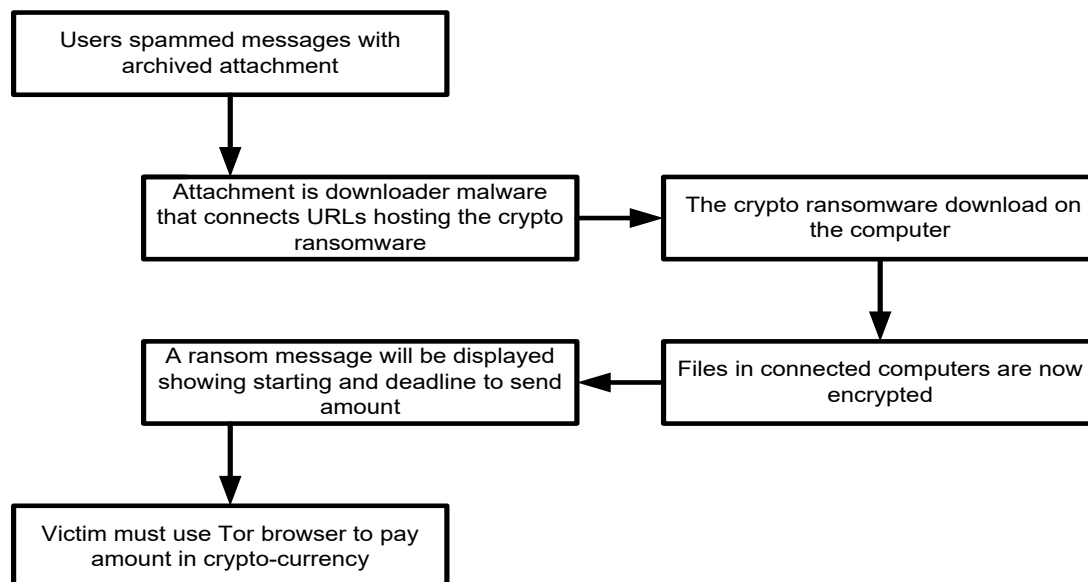 Users spammed messages with
archived attachment
Attachment is downloader malware
that connects URLs hosting the crypto
ransomware
The crypto ransomware download on
the computer
Files in connected computers are now
encrypted
A ransom message will be displayed
showing starting and deadline to send
amount
Victim must use Tor browser to pay
amount in crypto-currency